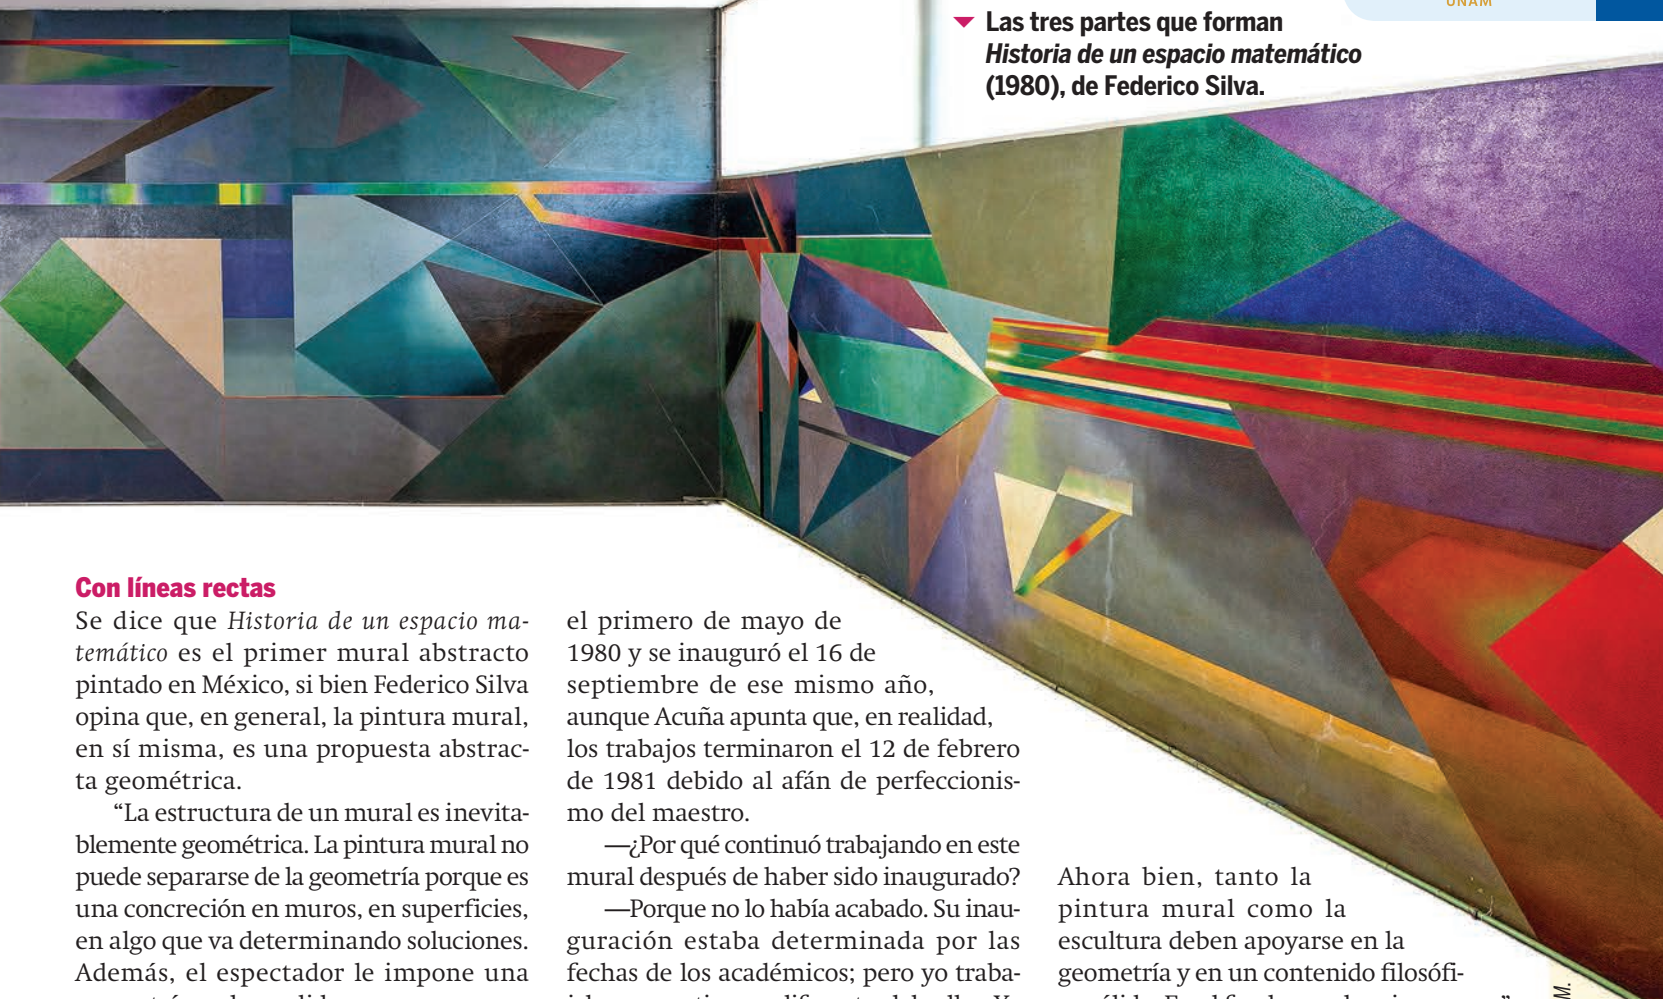 UNAM
Las tres partes que forman
Historia de un espacio matemático
(1980), de Federico Silva.
Con líneas rectas
Se dice que Historia de un espacio ma-
temático es el primer mural abstracto
pintado en México, si bien Federico Silva
opina que, en general, la pintura mural,
en sí misma, es una propuesta abstrac-
ta geométrica.
“La estructura de un mural es inevita-
blemente geométrica. La pintura mural no
puede separarse de la geometría porque es
una concreción en muros, en superficies,
en algo que va determinando soluciones.
Además, el espectador le impone una
el primero de mayo de
1980 y se inauguró el 16 de
septiembre de ese mismo año,
aunque Acuña apunta que, en realidad,
los trabajos terminaron el 12 de febrero
de 1981 debido al afán de perfeccionis-
mo del maestro.
—¿Por qué continuó trabajando en este
mural después de haber sido inaugurado?
—Porque no lo había acabado. Su inau-
guración estaba determinada por las
fechas de los académicos; pero yo traba-
Ahora bien, tanto la
pintura mural como la
escultura deben apoyarse en la
geometría y en un contenido filosófi-
M.